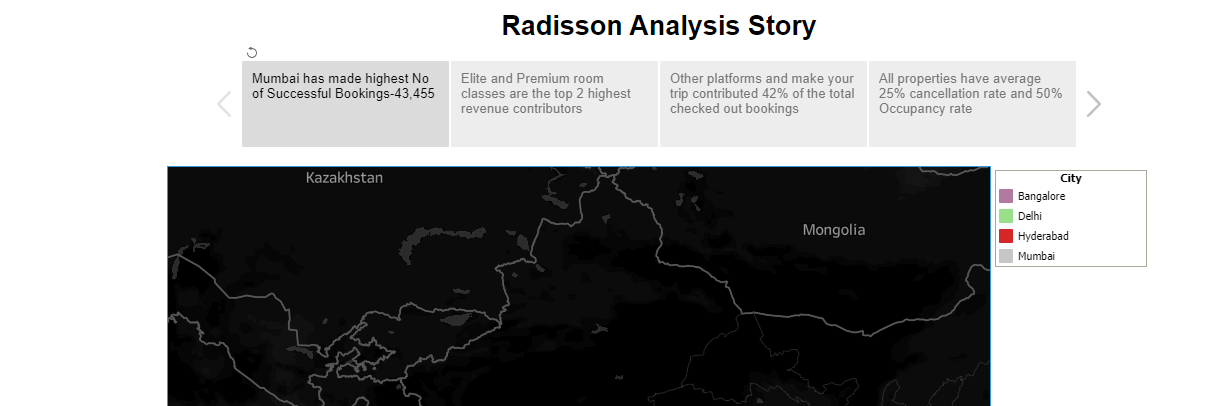 Radisson Analysis Story
Mumbai has made highest No
of Successful Bookings-43,455
Elite and Premium room
classes are the top 2 highest
revenue contributors
Other platforms and make your
trip contributed 42% of the total
checked out bookings
All properties have average
25% cancellation rate and 50%
Occupancy rate
Kazakhstan
Mongolia
City
Bangalore
Delhi
Hyderabad
Mumbai